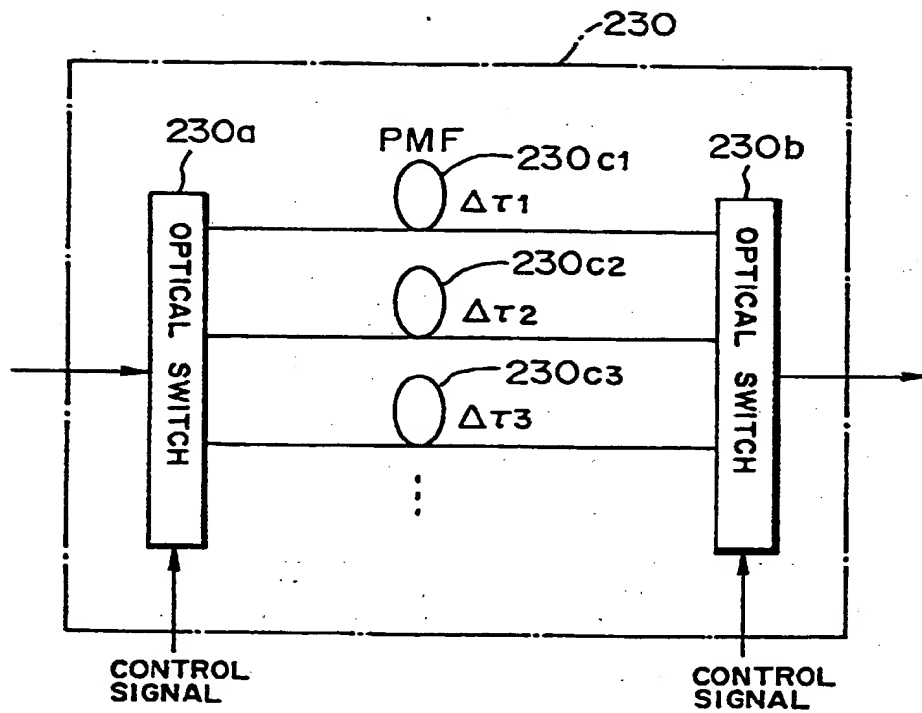 230
230a
PMF
230c1
230b
Δτ1
230c2
Δτ2
230c3
Δτ3
OPTICAL SWITCH
OPTICAL SWITCH
CONTROL
SIGNAL
CONTROL
SIGNAL